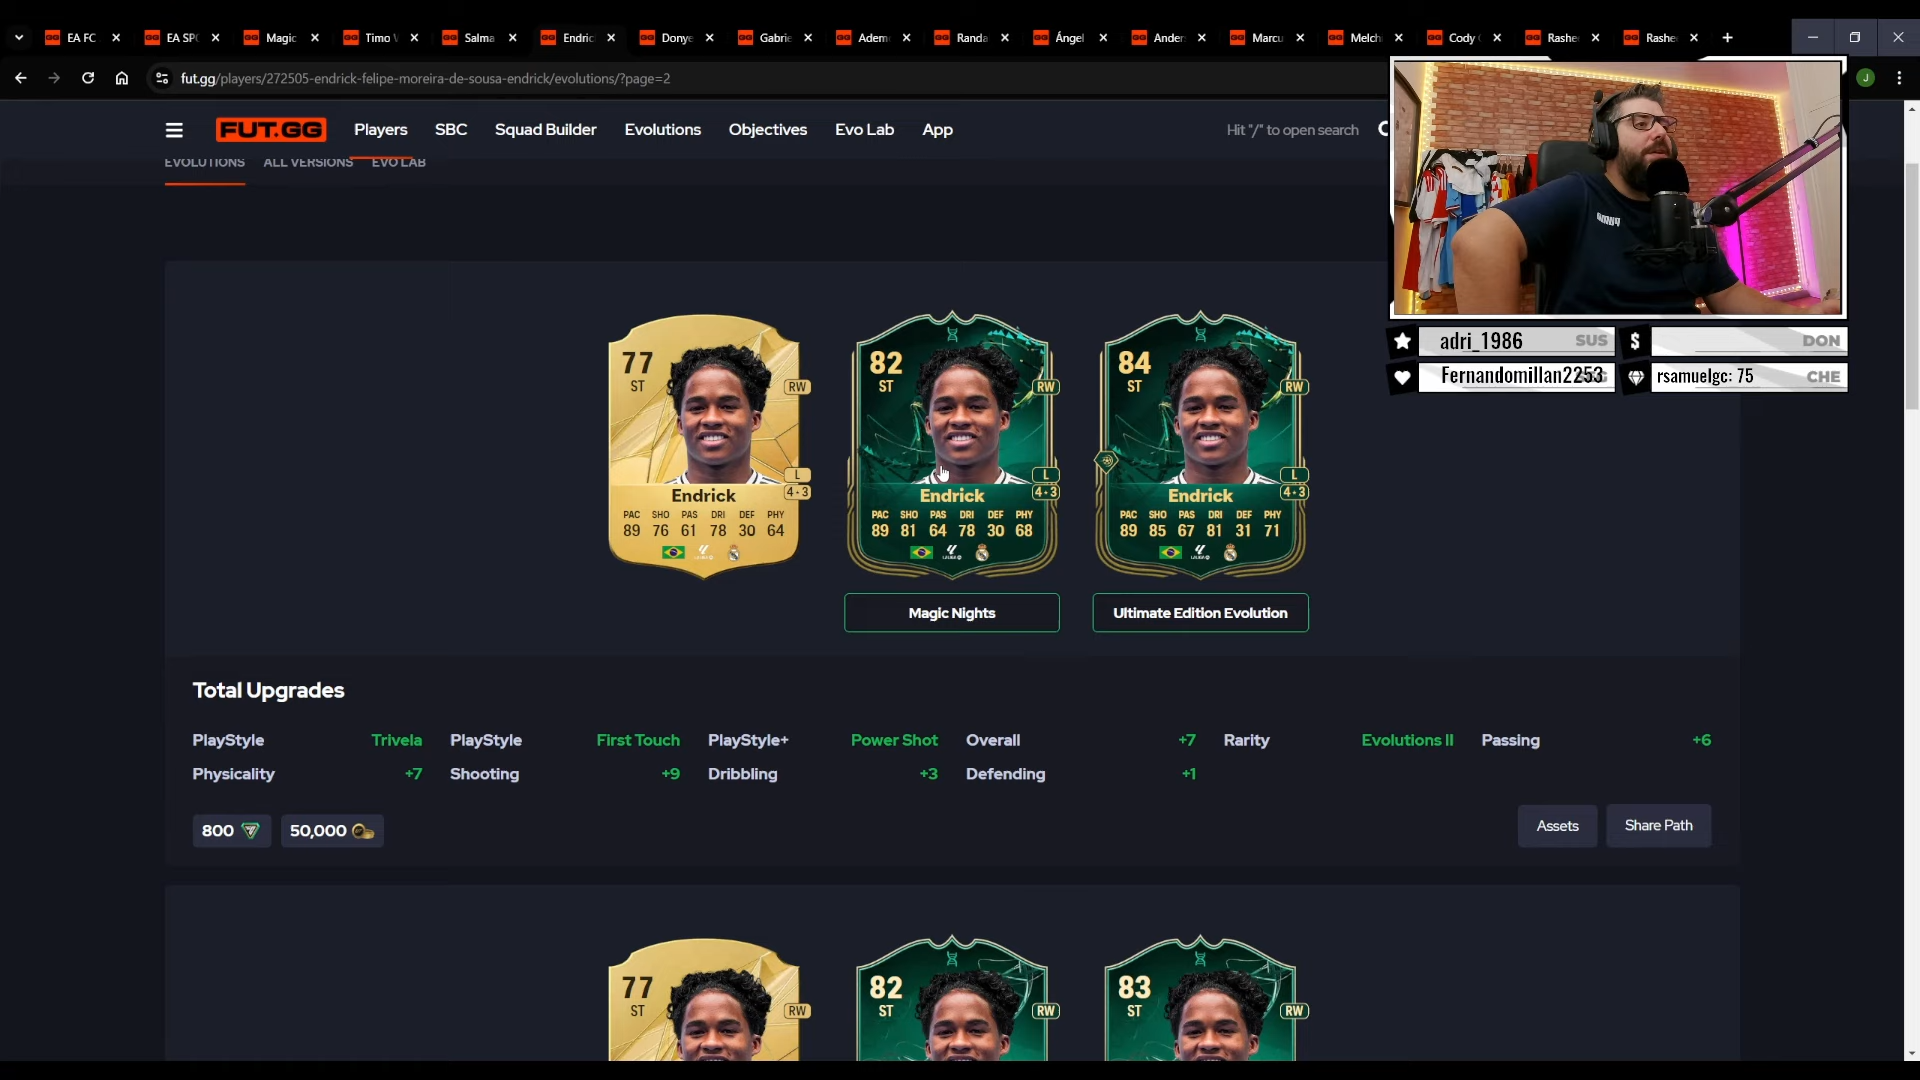 EA FC
EA SPO
Magic
Timo W
Salma
Endric
Donye
Gabrie
Adem
Randa
Ángel
Ander
Marcu
Melch
Cody
Rashe
Rashe
fut.gg/players/272505-endrick-felipe-moreira-de-sousa-endrick/evolutions/?page=2
J
FUT.GG
Players
SBC
Squad Builder
Evolutions
Objectives
Evo Lab
App
Hit "/" to open search
EVOLUTIONS
ALL VERSIONS
EVO LAB
adri_1986 SUS
$ DON
Fernandomillan2253
rsamuelgc: 75 CHE
77
ST
RW
L
4•3
Endrick
PAC SHO PAS DRI DEF PHY
89 76 61 78 30 64
82
ST
RW
L
4•3
Endrick
PAC SHO PAS DRI DEF PHY
89 81 64 78 30 68
84
ST
RW
L
4•3
Endrick
PAC SHO PAS DRI DEF PHY
89 85 67 81 31 71
Magic Nights
Ultimate Edition Evolution
Total Upgrades
PlayStyle Trivela
PlayStyle First Touch
PlayStyle+ Power Shot
Overall +7
Rarity Evolutions II
Passing +6
Physicality +7
Shooting +9
Dribbling +3
Defending +1
800
50,000
Assets
Share Path
77
ST
RW
82
ST
RW
83
ST
RW